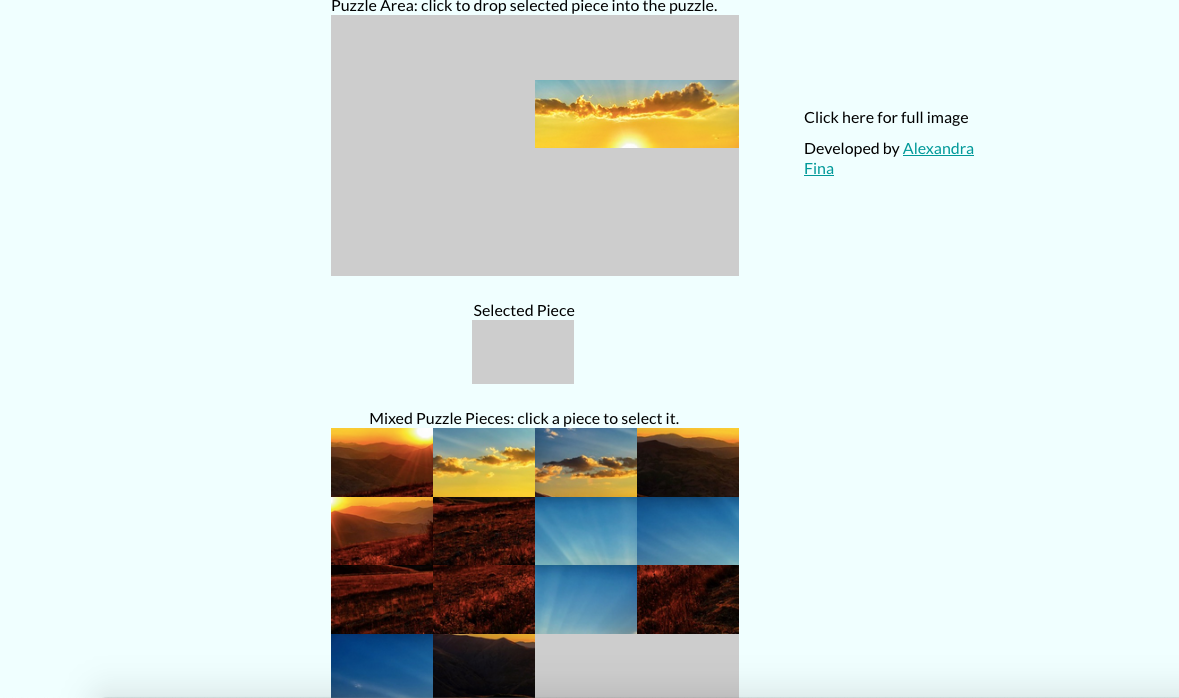 Puzzle Area: click to drop selected piece into the puzzle.
Click here for full image
Developed by Alexandra
Fina
Selected Piece
Mixed Puzzle Pieces: click a piece to select it.